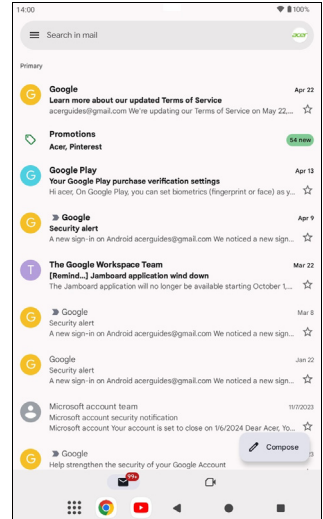 14:00
100%
Search in mail
acer
Primary
G
Google
Apr 22
Learn more about our updated Terms of Service
acerguides@gmail.com We're updating our Terms of Service on May 22,...
Promotions
54 new
Acer, Pinterest
G
Google Play
Apr 13
Your Google Play purchase verification settings
Hi acer, On Google Play, you can set biometrics (fingerprint or face) as y...
G
Google
Apr 9
Security alert
A new sign-in on Android acerguides@gmail.com We noticed a new sign...
T
The Google Workspace Team
Mar 22
[Remind...] Jamboard application wind down
The Jamboard application will no longer be available starting October 1,...
G
Google
Mar 8
Security alert
A new sign-in on Android acerguides@gmail.com We noticed a new sign...
G
Google
Jan 22
Security alert
A new sign-in on Android acerguides@gmail.com We noticed a new sign...
Microsoft account team
11/7/2023
Microsoft account security notification
Microsoft account Your account is set to close on 1/6/2024 Dear Acer, Yo...
G
Google
Help strengthen the security of your Google Account
Compose
99+